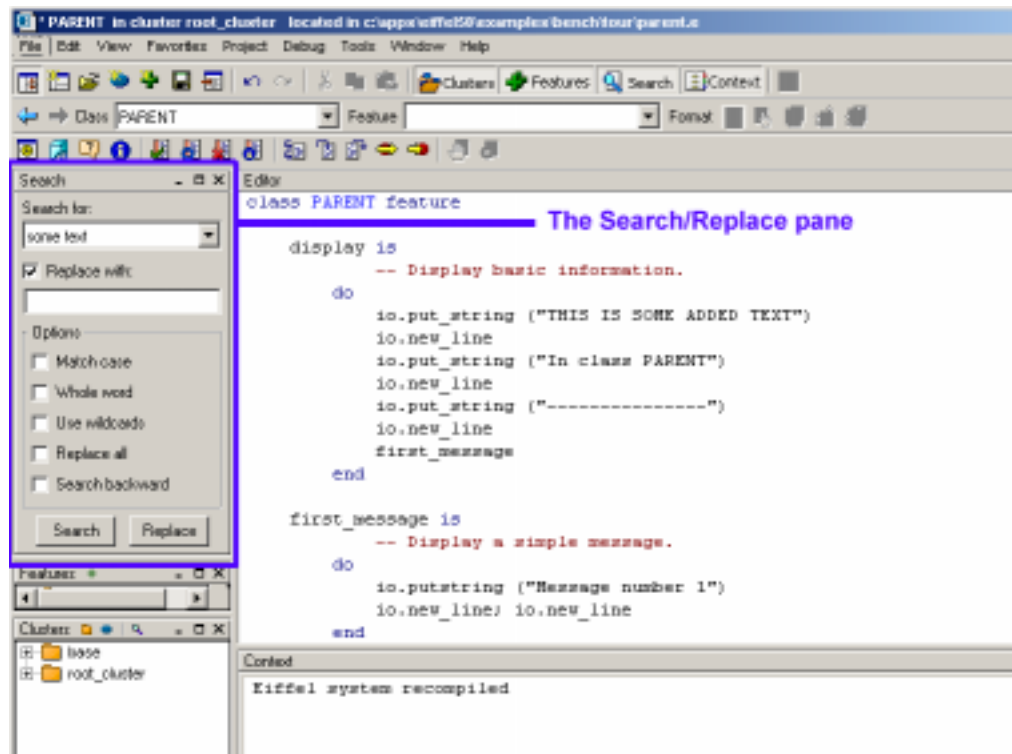 * PARENT in cluster root_cluster located in c:\apps\eiffel50\examples\bench\tour\parent.e
File Edit View Favorites Project Debug Tools Window Help
Clusters Features Search Context
Class PARENT Feature Format
Search
Search for:
some text
Replace with:
Options
Match case
Whole word
Use wildcards
Replace all
Search backward
Search Replace
Features
Clusters
base
root_cluster
Editor
class PARENT feature
The Search/Replace pane
display is
-- Display basic information.
do
io.put_string ("THIS IS SOME ADDED TEXT")
io.new_line
io.put_string ("In class PARENT")
io.new_line
io.put_string ("---------------")
io.new_line
first_message
end
first_message is
-- Display a simple message.
do
io.putstring ("Message number 1")
io.new_line; io.new_line
end
Context
Eiffel system recompiled